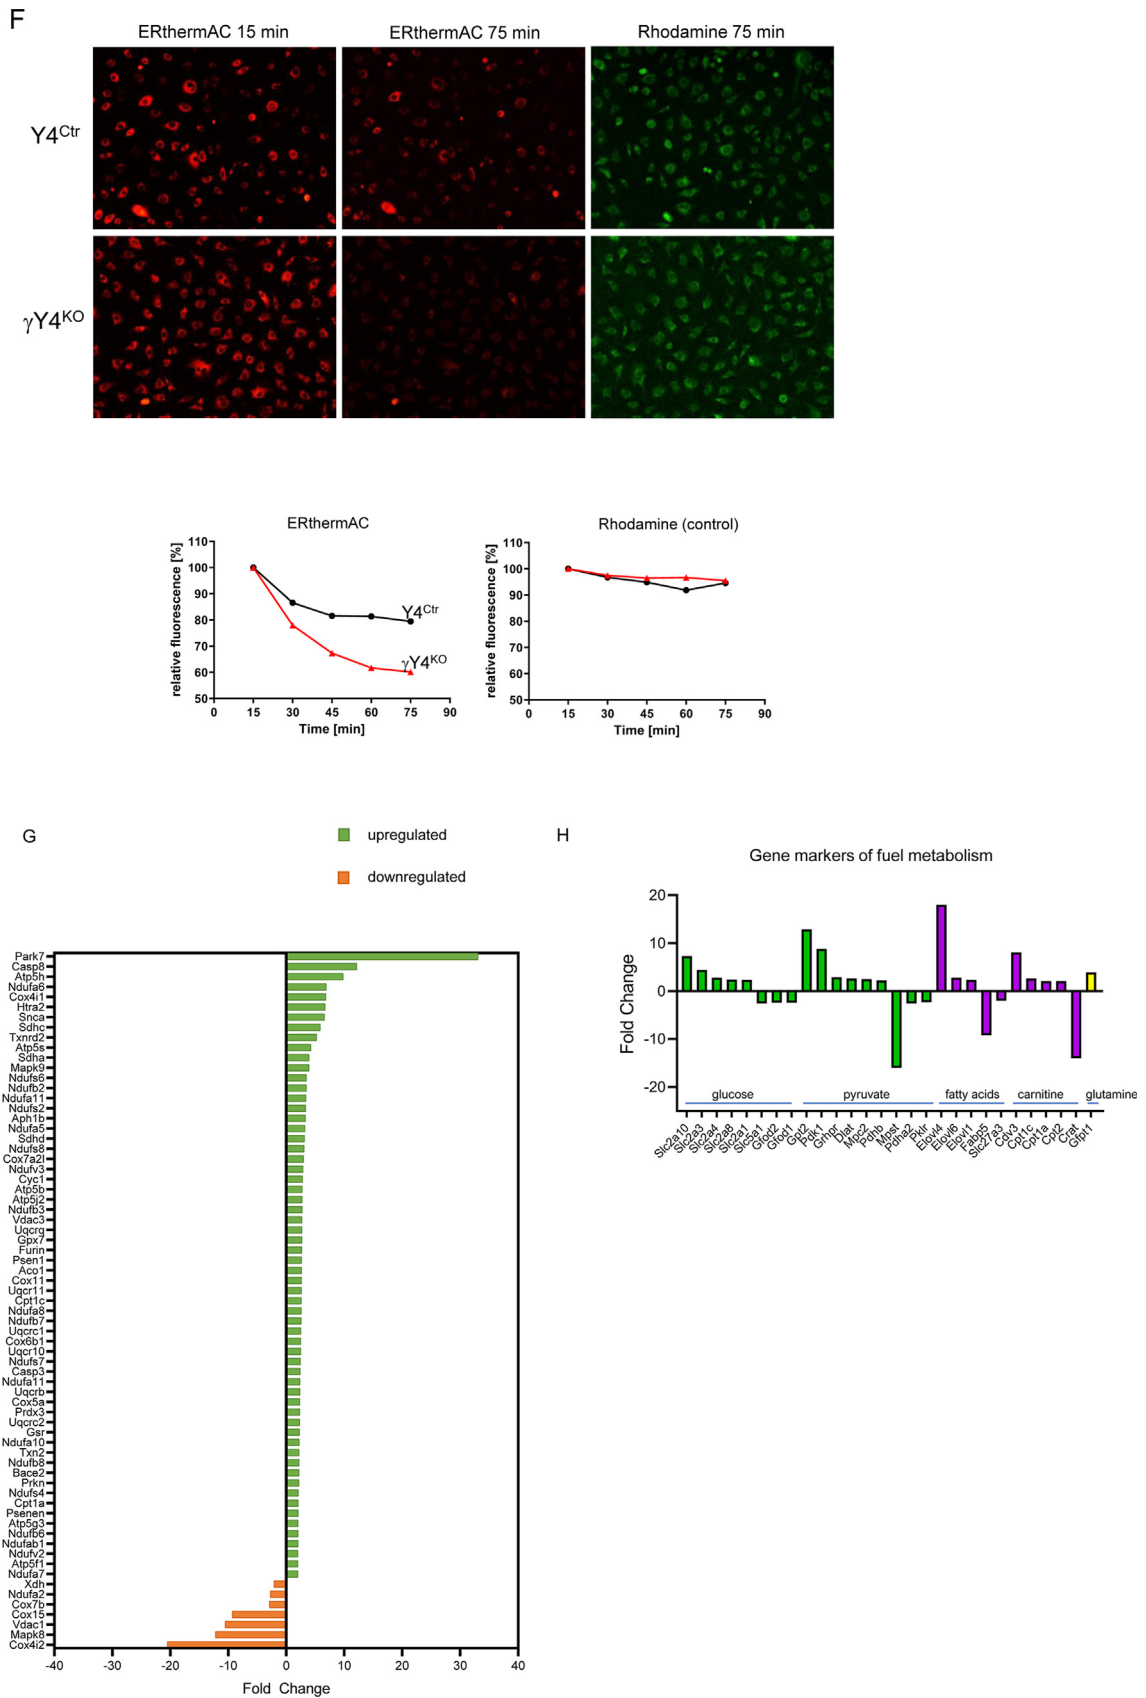 F
ERthermAC 15 min
ERthermAC 75 min
Rhodamine 75 min
Y4Ctr
γY4KO
ERthermAC
relative fluorescence [%]
110
100
90
80
70
60
50
0 15 30 45 60 75 90
Time [min]
Y4Ctr
γY4KO
Rhodamine (control)
relative fluorescence [%]
110
100
90
80
70
60
50
0 15 30 45 60 75 90
Time [min]
G
upregulated
downregulated
Park7
Casp8
Atp5h
Ndufa6
Cox4i1
Htra2
Snca
Sdhc
Txnrd2
Atp5s
Sdha
Mapk9
Ndufs6
Ndufb2
Ndufa11
Ndufs2
Aph1b
Ndufa5
Sdhd
Ndufs8
Cox7a2l
Ndufv3
Cyc1
Atp5b
Atp5j2
Ndufb3
Vdac3
Uqcrq
Gpx7
Furin
Psen1
Aco1
Cox11
Uqcr11
Cpt1c
Ndufa8
Ndufb7
Uqcrc1
Cox6b1
Uqcr10
Ndufs7
Casp3
Ndufa11
Uqcrb
Cox5a
Prdx3
Uqcrc2
Gsr
Ndufa10
Txn2
Ndufb8
Bace2
Prkn
Ndufs4
Cpt1a
Psenen
Atp5g3
Ndufb6
Ndufab1
Ndufv2
Atp5f1
Ndufa7
Xdh
Ndufa2
Cox7b
Cox15
Vdac1
Mapk8
Cox4i2
-40 -30 -20 -10 0 10 20 30 40
Fold Change
H
Gene markers of fuel metabolism
Fold Change
20
10
0
-10
-20
glucose pyruvate fatty acids carnitine glutamine
Slc2a10
Slc2a3
Slc2a4
Slc2a8
Slc2a1
Slc5a1
Gfod2
Gfod1
Gpt2
Pdk1
Grhpr
Dlat
Mpc2
Pdhb
Mpst
Pdha2
Pklr
Elovl4
Elovl6
Elovl1
Fabp5
Slc27a3
Cdv3
Cpt1c
Cpt1a
Cpt2
Crat
Gfpt1